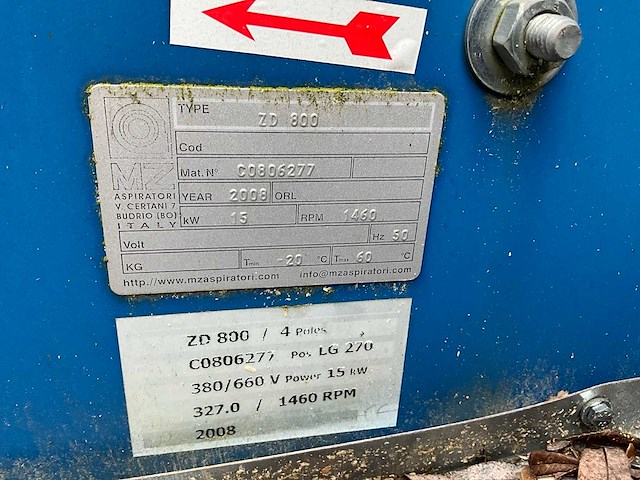 MZ
ASPIRATORI
V. CERTANI 7
BUDRIO (BO)
ITALY
TYPE ZD 800
Cod
Mat. N° C0806277
YEAR 2008 ORL
kW 15 RPM 1460
Volt Hz 50
KG Tmin -20 °C Tmax 60 °C
http://www.mzaspiratori.com info@mzaspiratori.com
ZD 800 / 4 Poles
C0806277 Pos LG 270
380/660 V Power 15 kW
327.0 / 1460 RPM
2008